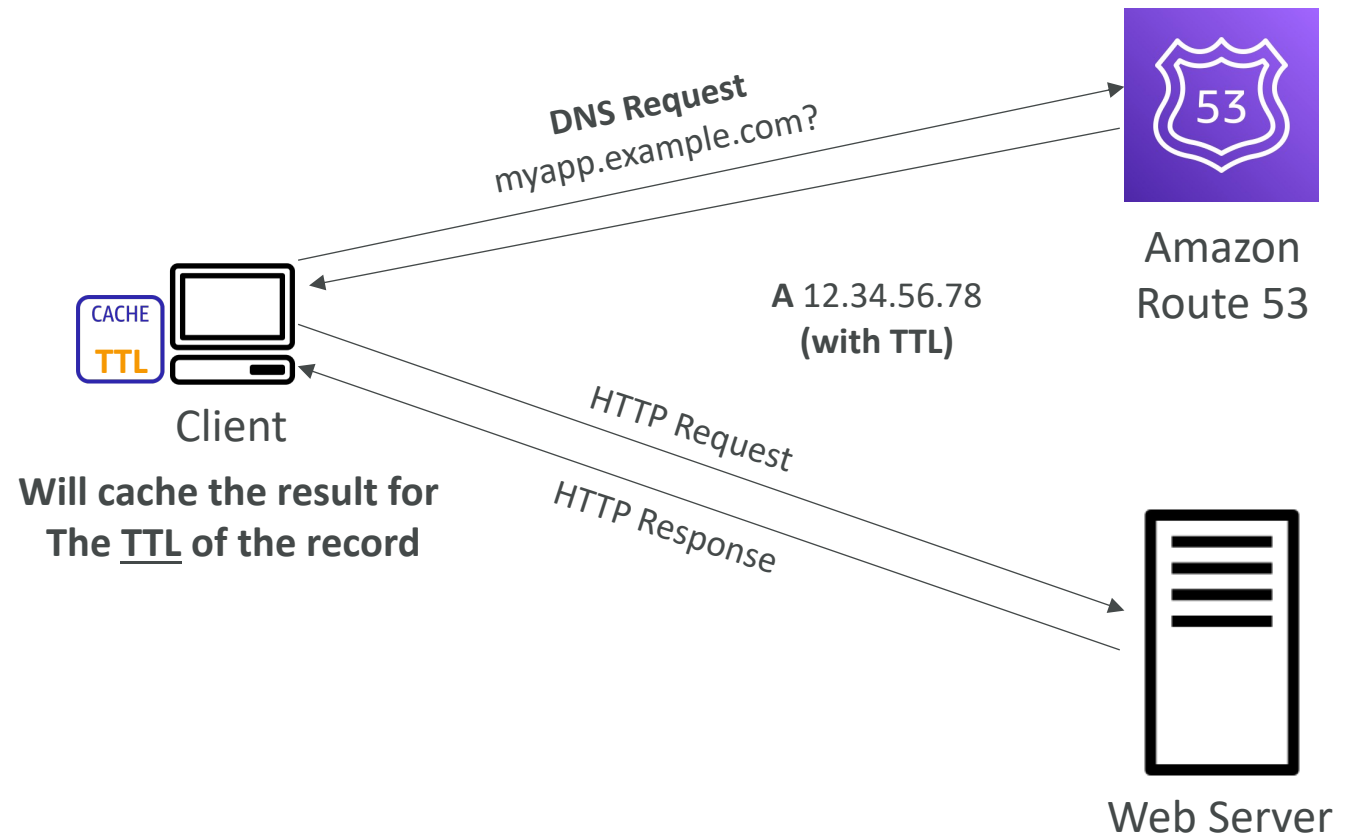 DNS Request
myapp.example.com?
53
Amazon
Route 53
A 12.34.56.78
(with TTL)
CACHE
TTL
Client
Will cache the result for
The TTL of the record
HTTP Request
HTTP Response
Web Server